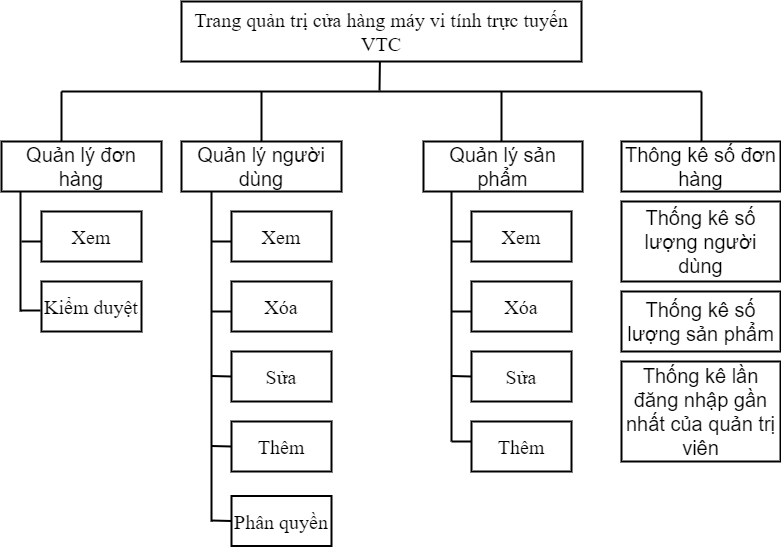 Trang quản trị cửa hàng máy vi tính trực tuyến
VTC
Quản lý đơn
hàng
Xem
Kiểm duyệt
Quản lý người
dùng
Xem
Xóa
Sửa
Thêm
Phân quyền
Quản lý sản
phẩm
Xem
Xóa
Sửa
Thêm
Thông kê số đơn
hàng
Thống kê số
lượng người
dùng
Thống kê số
lượng sản phẩm
Thống kê lần
đăng nhập gần
nhất của quản trị
viên